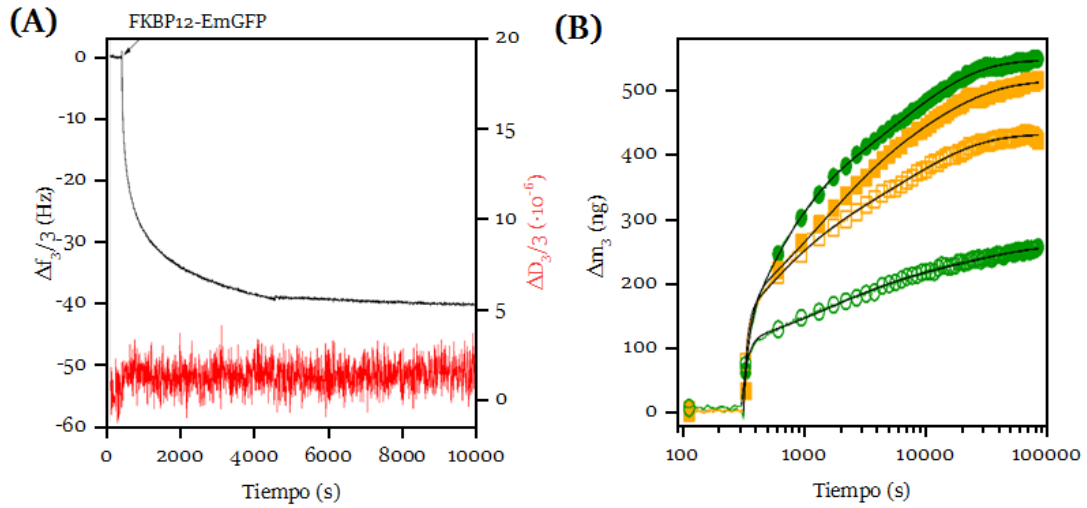 (A)
FKBP12-EmGFP
0
-10
-20
-30
-40
-50
-60
Δf₃/3 (Hz)
20
15
10
5
0
ΔD₃/3 (·10⁻⁶)
0 2000 4000 6000 8000 10000
Tiempo (s)
(B)
500
400
300
200
100
0
Δm₃ (ng)
100 1000 10000 100000
Tiempo (s)